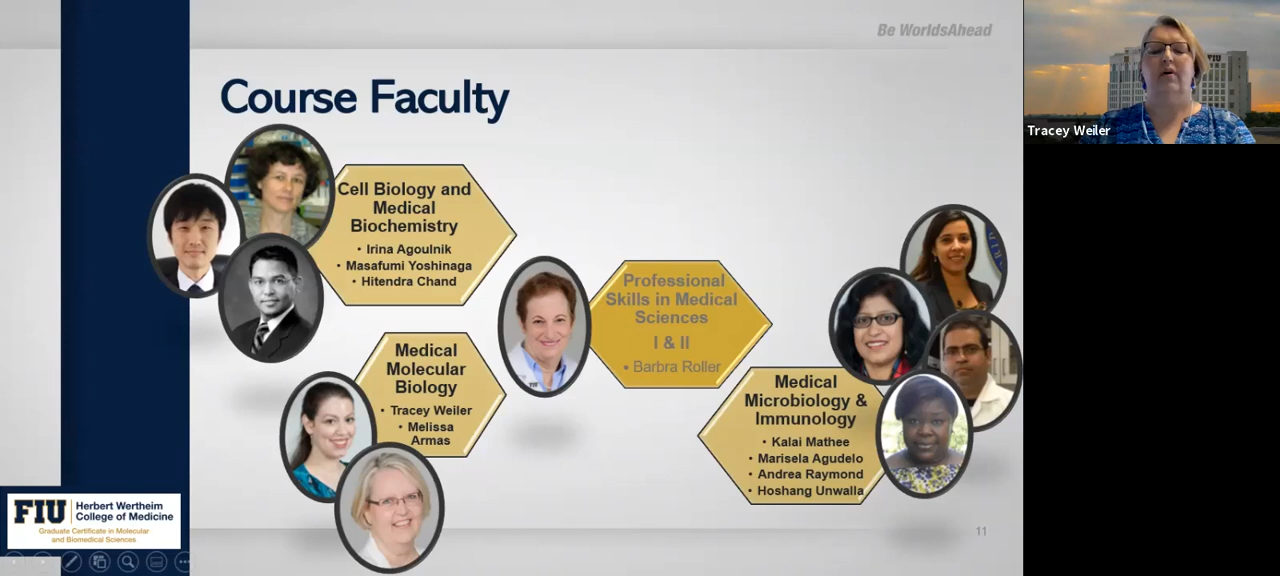 Be WorldsAhead
Course Faculty
Cell Biology and
Medical
Biochemistry
• Irina Agoulnik
• Masafumi Yoshinaga
• Hitendra Chand
Medical
Molecular
Biology
• Tracey Weiler
• Melissa
Armas
Professional
Skills in Medical
Sciences
I & II
• Barbra Roller
Medical
Microbiology &
Immunology
• Kalai Mathee
• Marisela Agudelo
• Andrea Raymond
• Hoshang Unwalla
FIU
Herbert Wertheim
College of Medicine
Graduate Certificate in Molecular
and Biomedical Sciences
11
FIU
Tracey Weiler